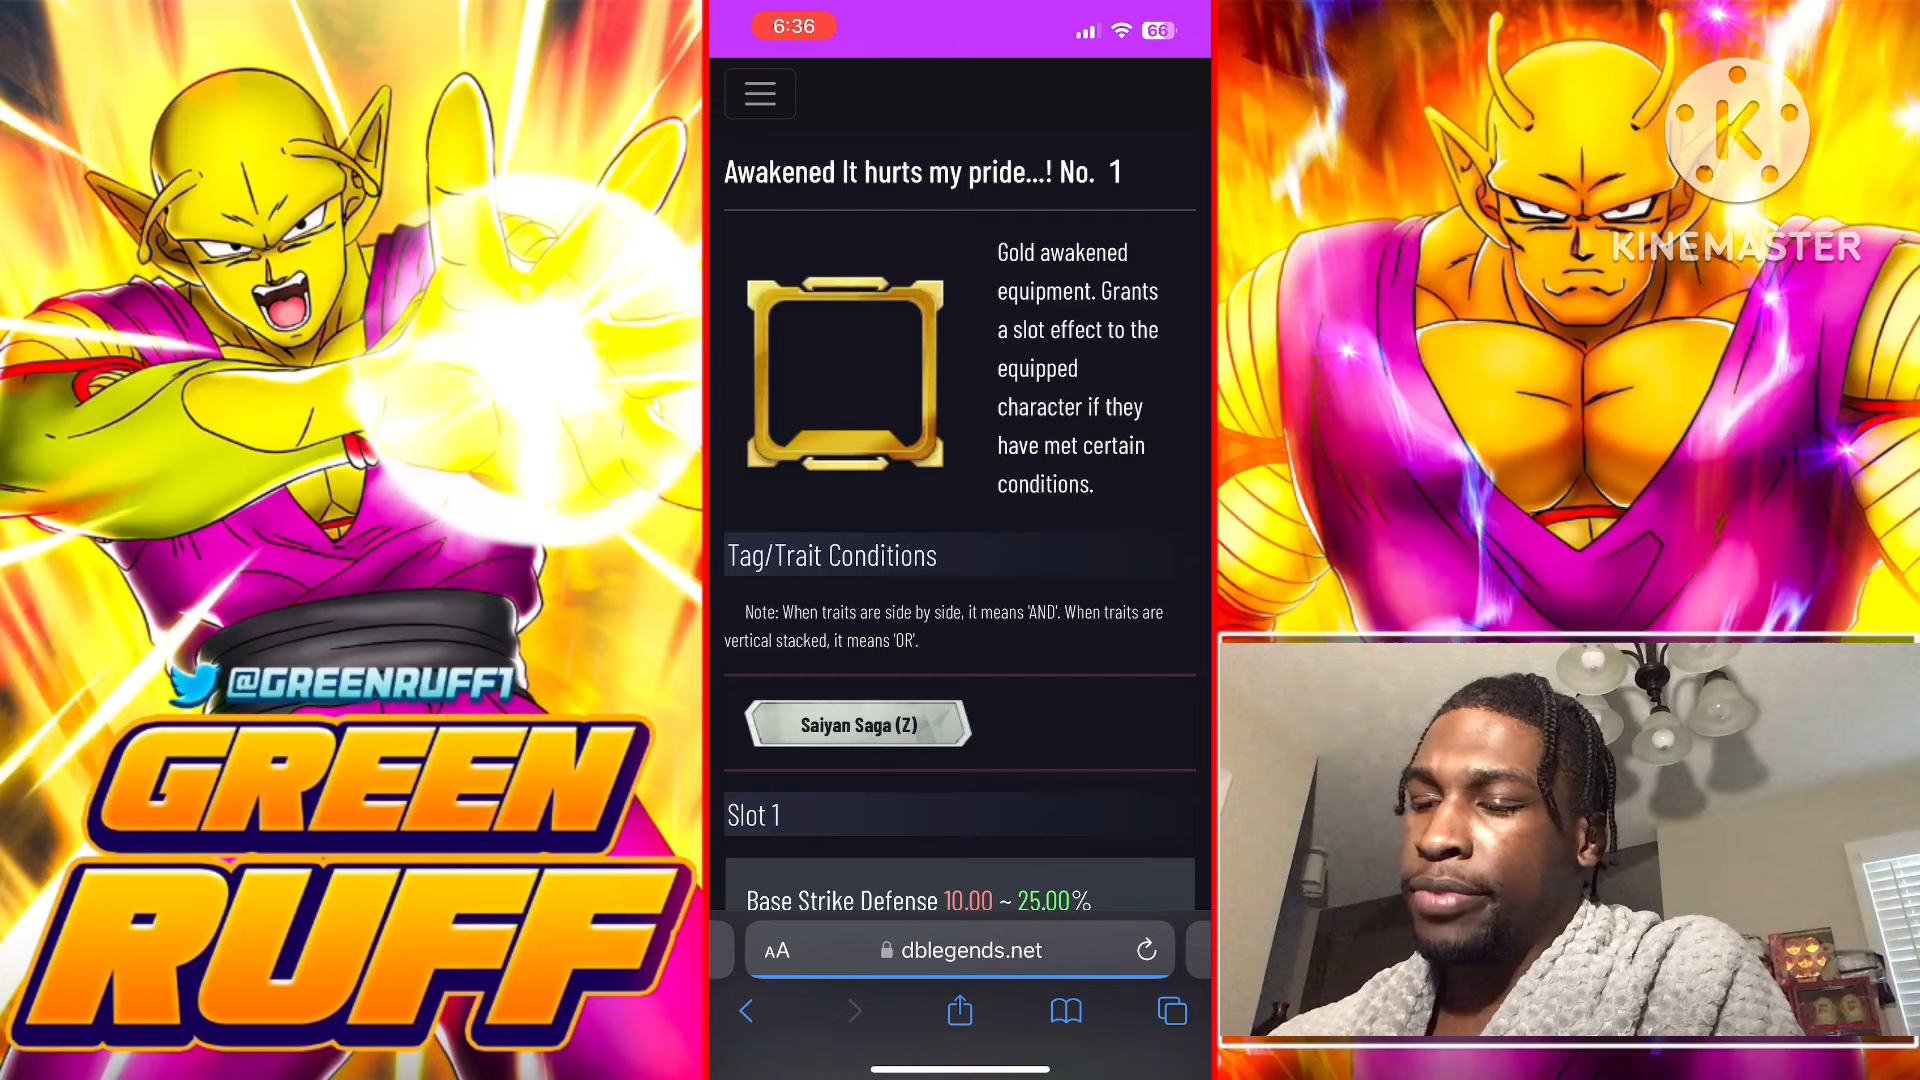 6:36
66
Awakened It hurts my pride...! No. 1
Gold awakened
equipment. Grants
a slot effect to the
equipped
character if they
have met certain
conditions.
Tag/Trait Conditions
Note: When traits are side by side, it means 'AND'. When traits are
vertical stacked, it means 'OR'.
Saiyan Saga (Z)
Slot 1
Base Strike Defense 10.00 ~ 25.00%
AA
dblegends.net
@GREENRUFF1
GREEN
RUFF
K
KINEMASTER